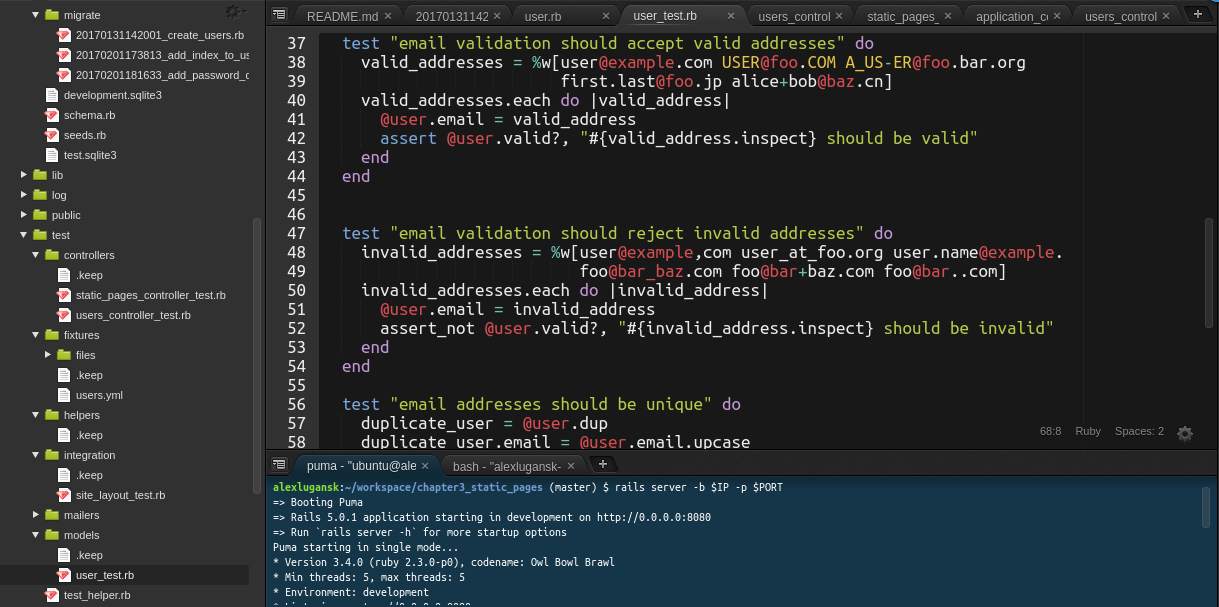 migrate
20170131142001_create_users.rb
20170201173813_add_index_to_us
20170201181633_add_password_d
development.sqlite3
schema.rb
seeds.rb
test.sqlite3
lib
log
public
test
controllers
.keep
static_pages_controller_test.rb
users_controller_test.rb
fixtures
files
.keep
users.yml
helpers
.keep
integration
.keep
site_layout_test.rb
mailers
models
.keep
user_test.rb
test_helper.rb
README.md × 20170131142 × user.rb × user_test.rb × users_control × static_pages_ × application_c × users_control × +
37 test "email validation should accept valid addresses" do
38 valid_addresses = %w[user@example.com USER@foo.COM A_US-ER@foo.bar.org
39 first.last@foo.jp alice+bob@baz.cn]
40 valid_addresses.each do |valid_address|
41 @user.email = valid_address
42 assert @user.valid?, "#{valid_address.inspect} should be valid"
43 end
44 end
45
46
47 test "email validation should reject invalid addresses" do
48 invalid_addresses = %w[user@example,com user_at_foo.org user.name@example.
49 foo@bar_baz.com foo@bar+baz.com foo@bar..com]
50 invalid_addresses.each do |invalid_address|
51 @user.email = invalid_address
52 assert_not @user.valid?, "#{invalid_address.inspect} should be invalid"
53 end
54 end
55
56 test "email addresses should be unique" do
57 duplicate_user = @user.dup
58 duplicate_user.email = @user.email.upcase
68:8 Ruby Spaces: 2
puma - "ubuntu@ale × bash - "alexlugansk- × +
alexlugansk:~/workspace/chapter3_static_pages (master) $ rails server -b $IP -p $PORT
=> Booting Puma
=> Rails 5.0.1 application starting in development on http://0.0.0.0:8080
=> Run `rails server -h` for more startup options
Puma starting in single mode...
* Version 3.4.0 (ruby 2.3.0-p0), codename: Owl Bowl Brawl
* Min threads: 5, max threads: 5
* Environment: development